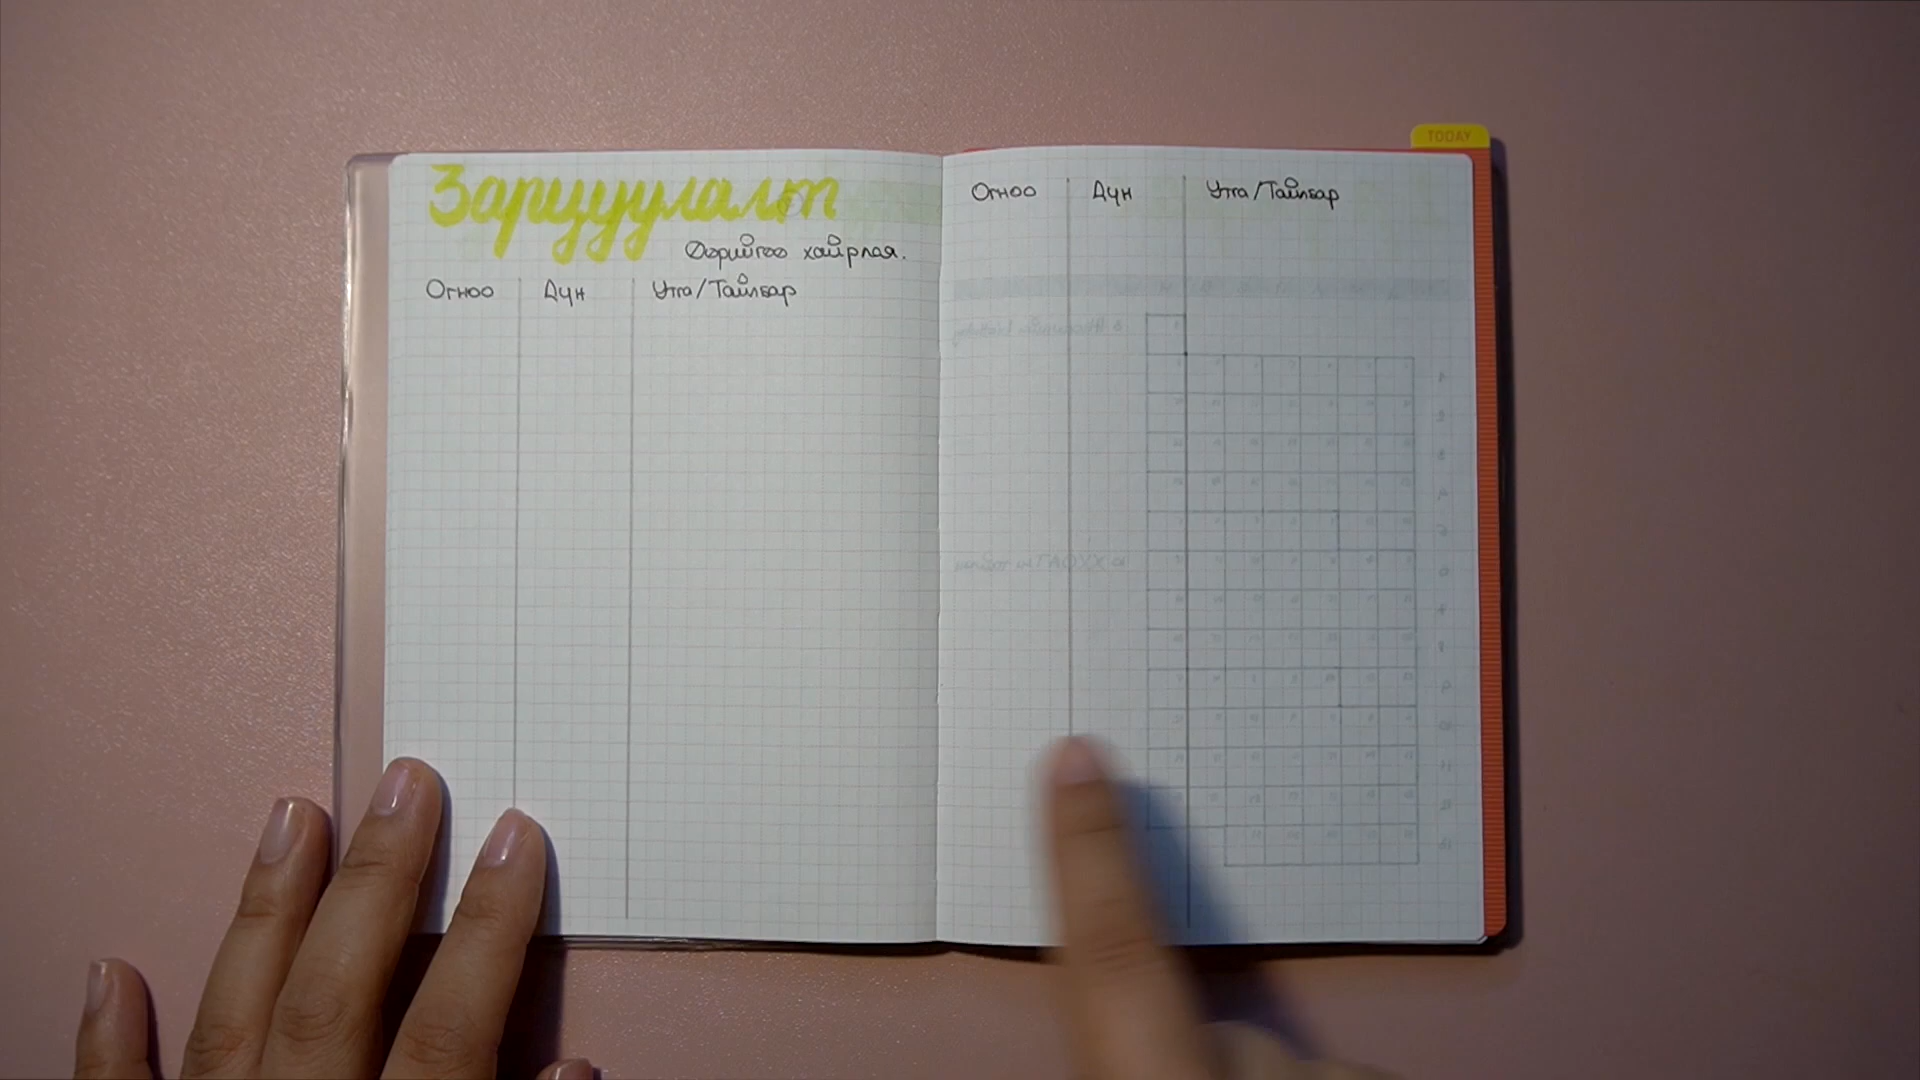 Зарцуулалт
Өөрийгөө хайрлая.
Огноо Дүн Утга/Тайлбар
TODAY
Огноо Дүн Утга/Тайлбар